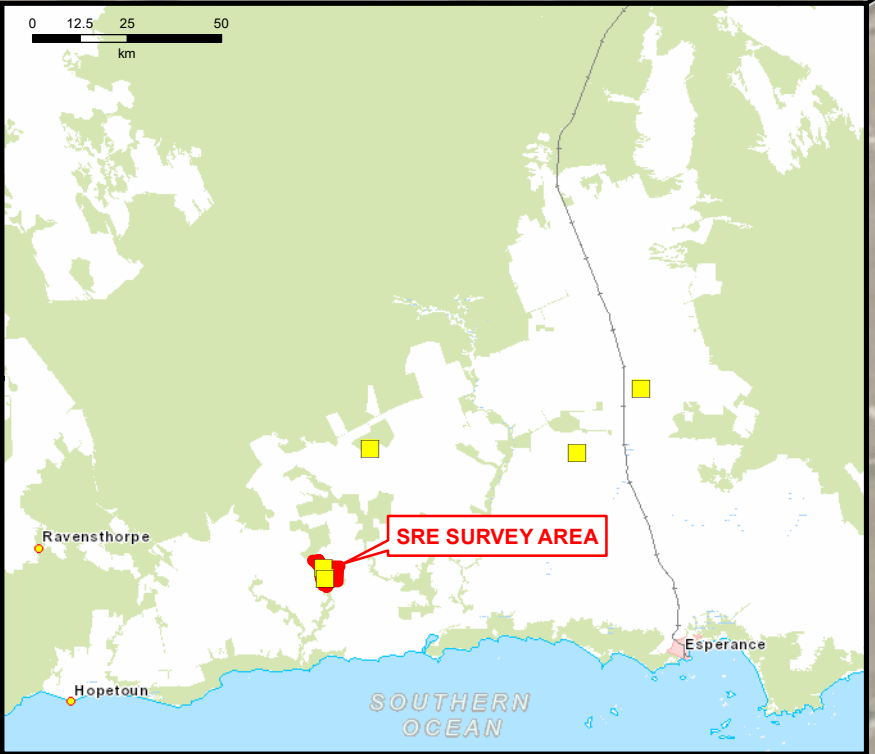 0 12.5 25 50
km
SRE SURVEY AREA
Ravensthorpe
Esperance
Hopetoun
SOUTHERN
OCEAN